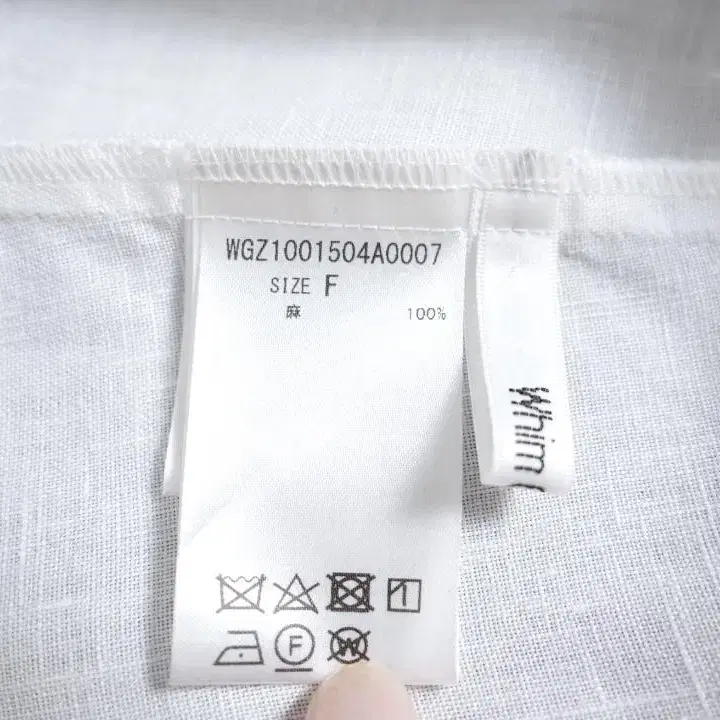 WGZ1001504A0007
SIZE F
麻 100%
F
W
Whim